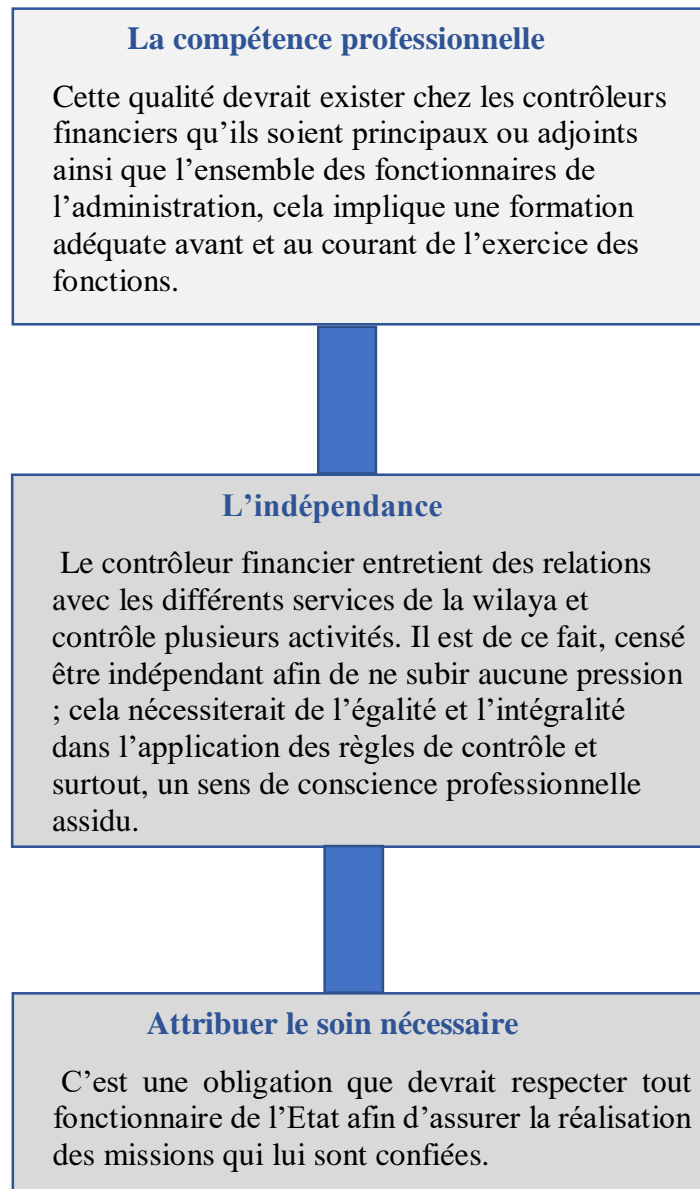 La compétence professionnelle
Cette qualité devrait exister chez les contrôleurs
financiers qu’ils soient principaux ou adjoints
ainsi que l’ensemble des fonctionnaires de
l’administration, cela implique une formation
adéquate avant et au courant de l’exercice des
fonctions.
L’indépendance
Le contrôleur financier entretient des relations
avec les différents services de la wilaya et
contrôle plusieurs activités. Il est de ce fait, censé
être indépendant afin de ne subir aucune pression
; cela nécessiterait de l’égalité et l’intégralité
dans l’application des règles de contrôle et
surtout, un sens de conscience professionnelle
assidu.
Attribuer le soin nécessaire
C’est une obligation que devrait respecter tout
fonctionnaire de l’Etat afin d’assurer la réalisation
des missions qui lui sont confiées.